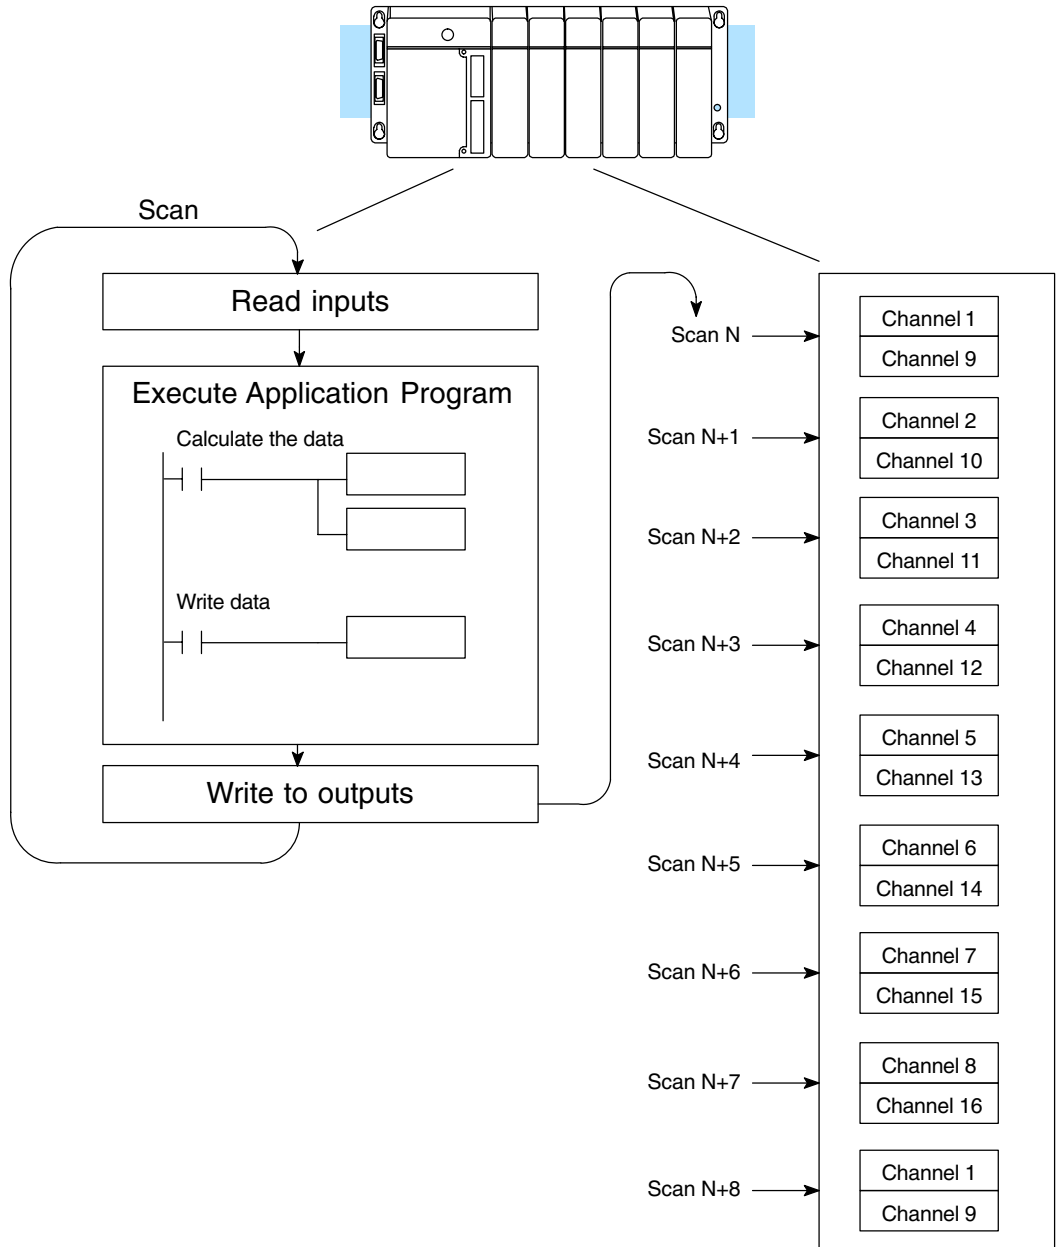 Scan
Read inputs
Execute Application Program
Calculate the data
Write data
Write to outputs
Scan N
Channel 1
Channel 9
Scan N+1
Channel 2
Channel 10
Scan N+2
Channel 3
Channel 11
Scan N+3
Channel 4
Channel 12
Scan N+4
Channel 5
Channel 13
Scan N+5
Channel 6
Channel 14
Scan N+6
Channel 7
Channel 15
Scan N+7
Channel 8
Channel 16
Scan N+8
Channel 1
Channel 9